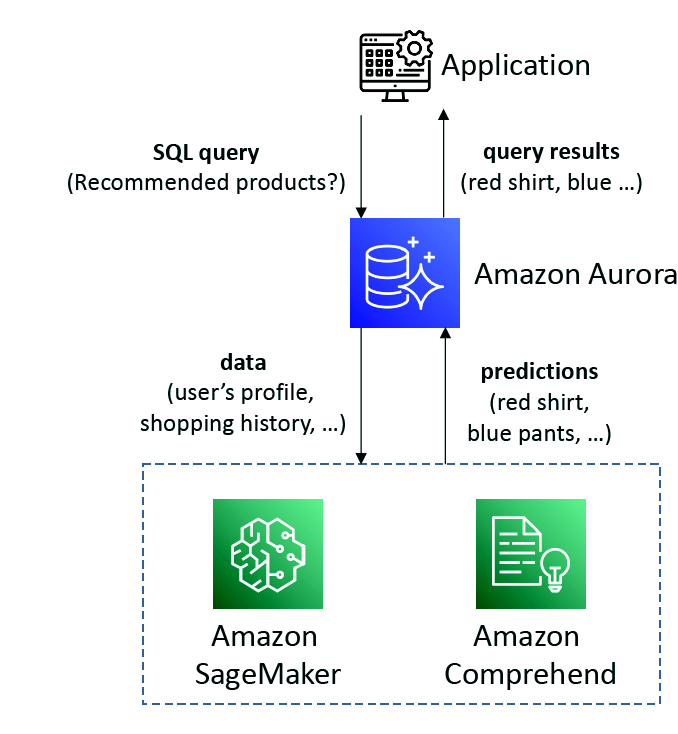 Application
SQL query
(Recommended products?)
query results
(red shirt, blue …)
Amazon Aurora
data
(user’s profile,
shopping history, …)
predictions
(red shirt,
blue pants, …)
Amazon
SageMaker
Amazon
Comprehend